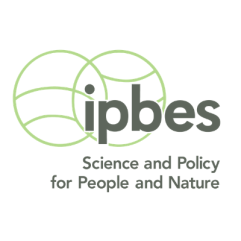 ipbes
Science and Policy
for People and Nature